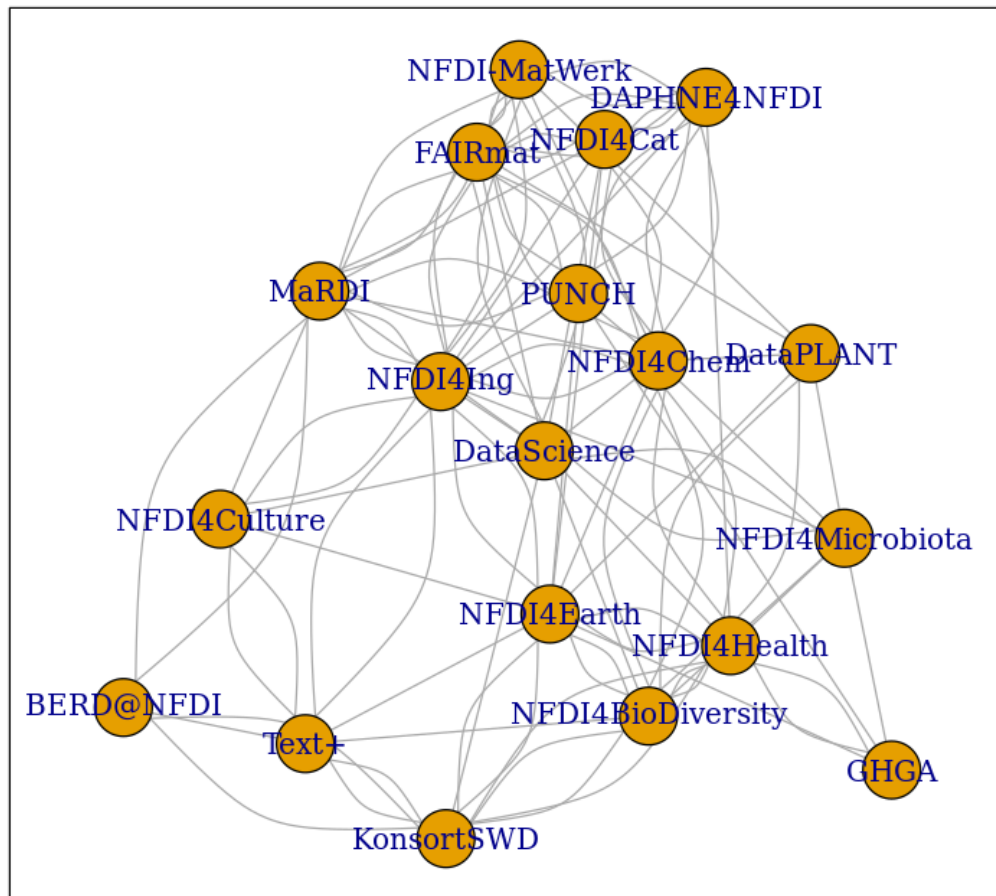 NFDI-MatWerk
DAPHNE4NFDI
NFDI4Cat
FAIRmat
MaRDI
PUNCH
DataPLANT
NFDI4Chem
NFDI4Ing
DataScience
NFDI4Culture
NFDI4Microbiota
NFDI4Earth
NFDI4Health
BERD@NFDI
NFDI4BioDiversity
Text+
GHGA
KonsortSWD